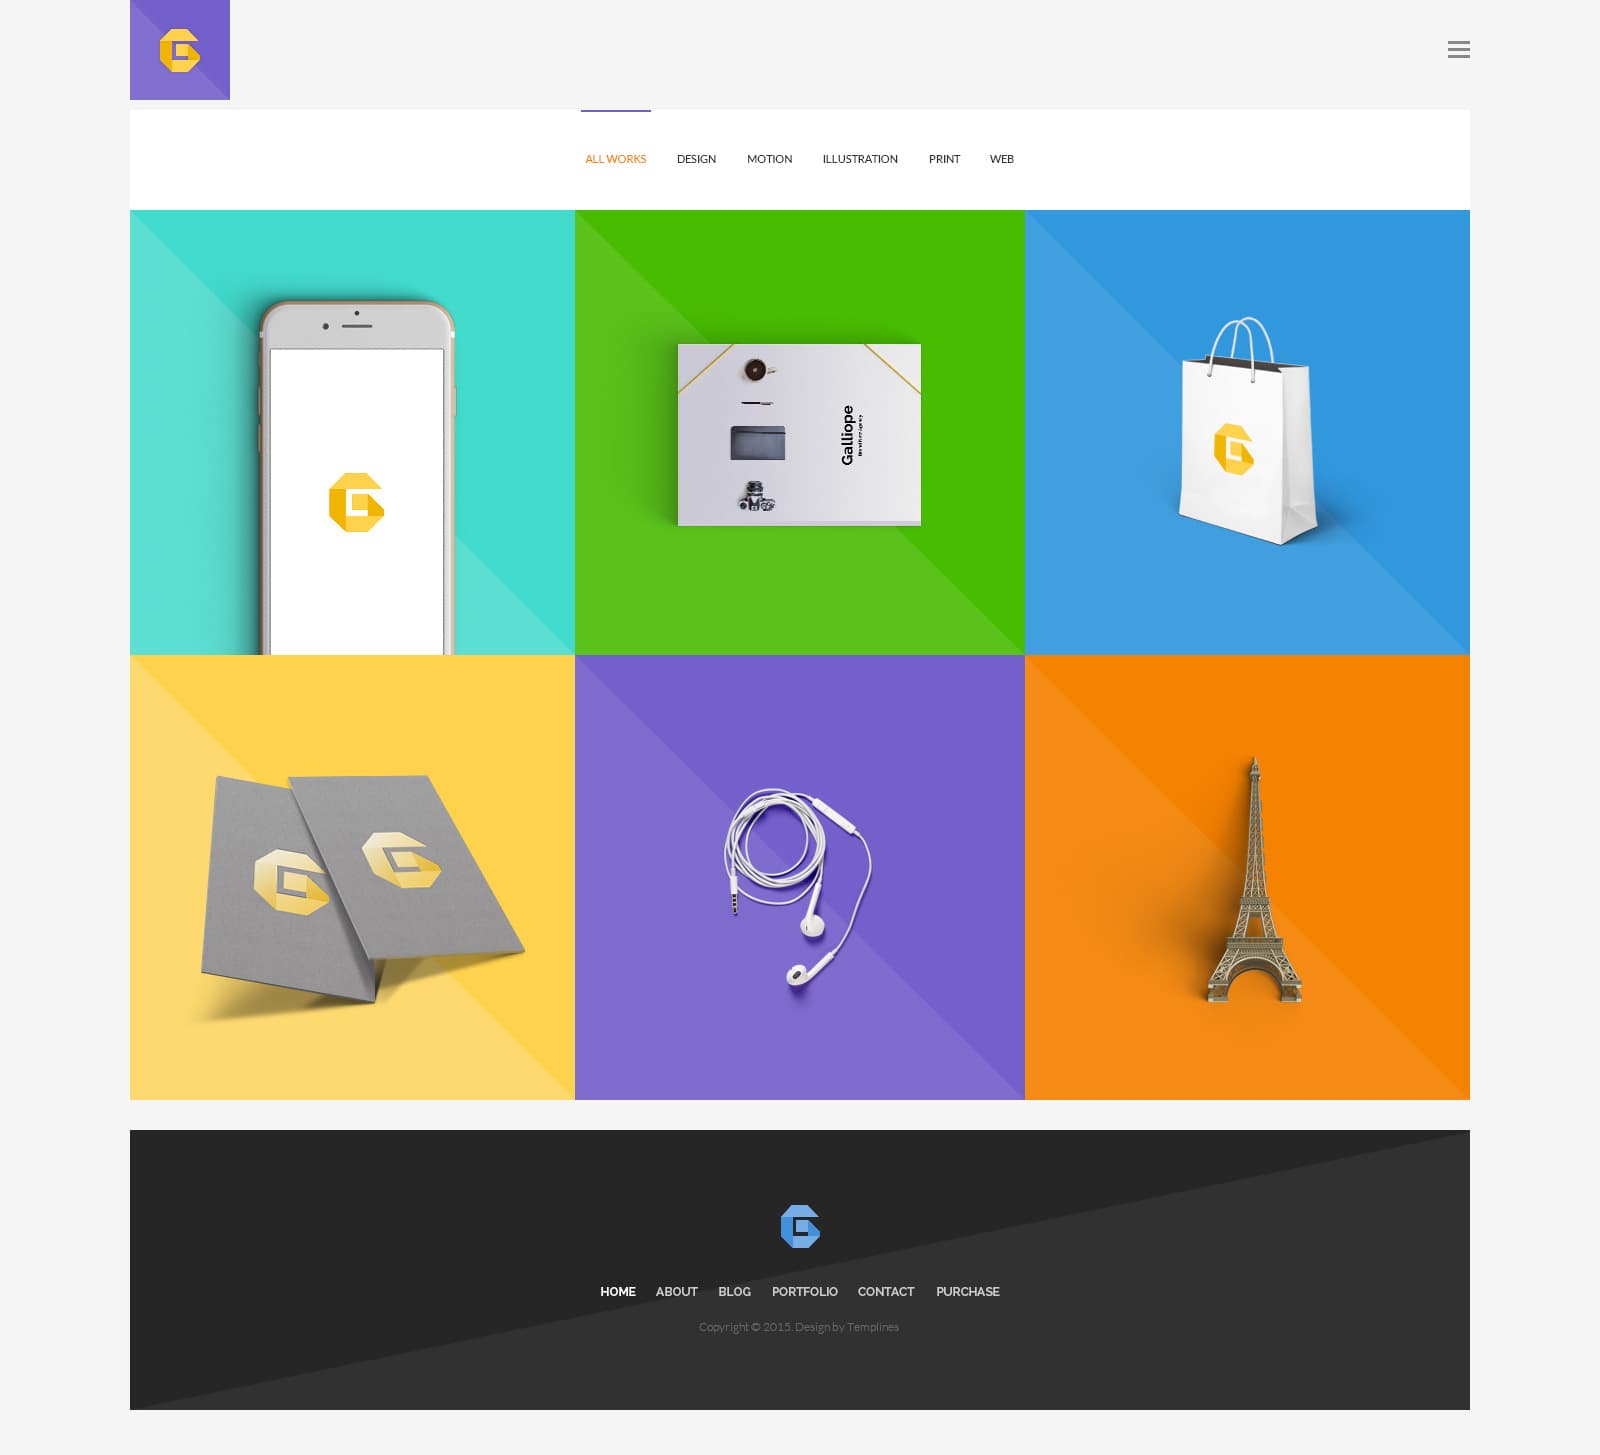 ALL WORKS DESIGN MOTION ILLUSTRATION PRINT WEB
Galliope
HOME ABOUT BLOG PORTFOLIO CONTACT PURCHASE
Copyright © 2015. Design by Templines